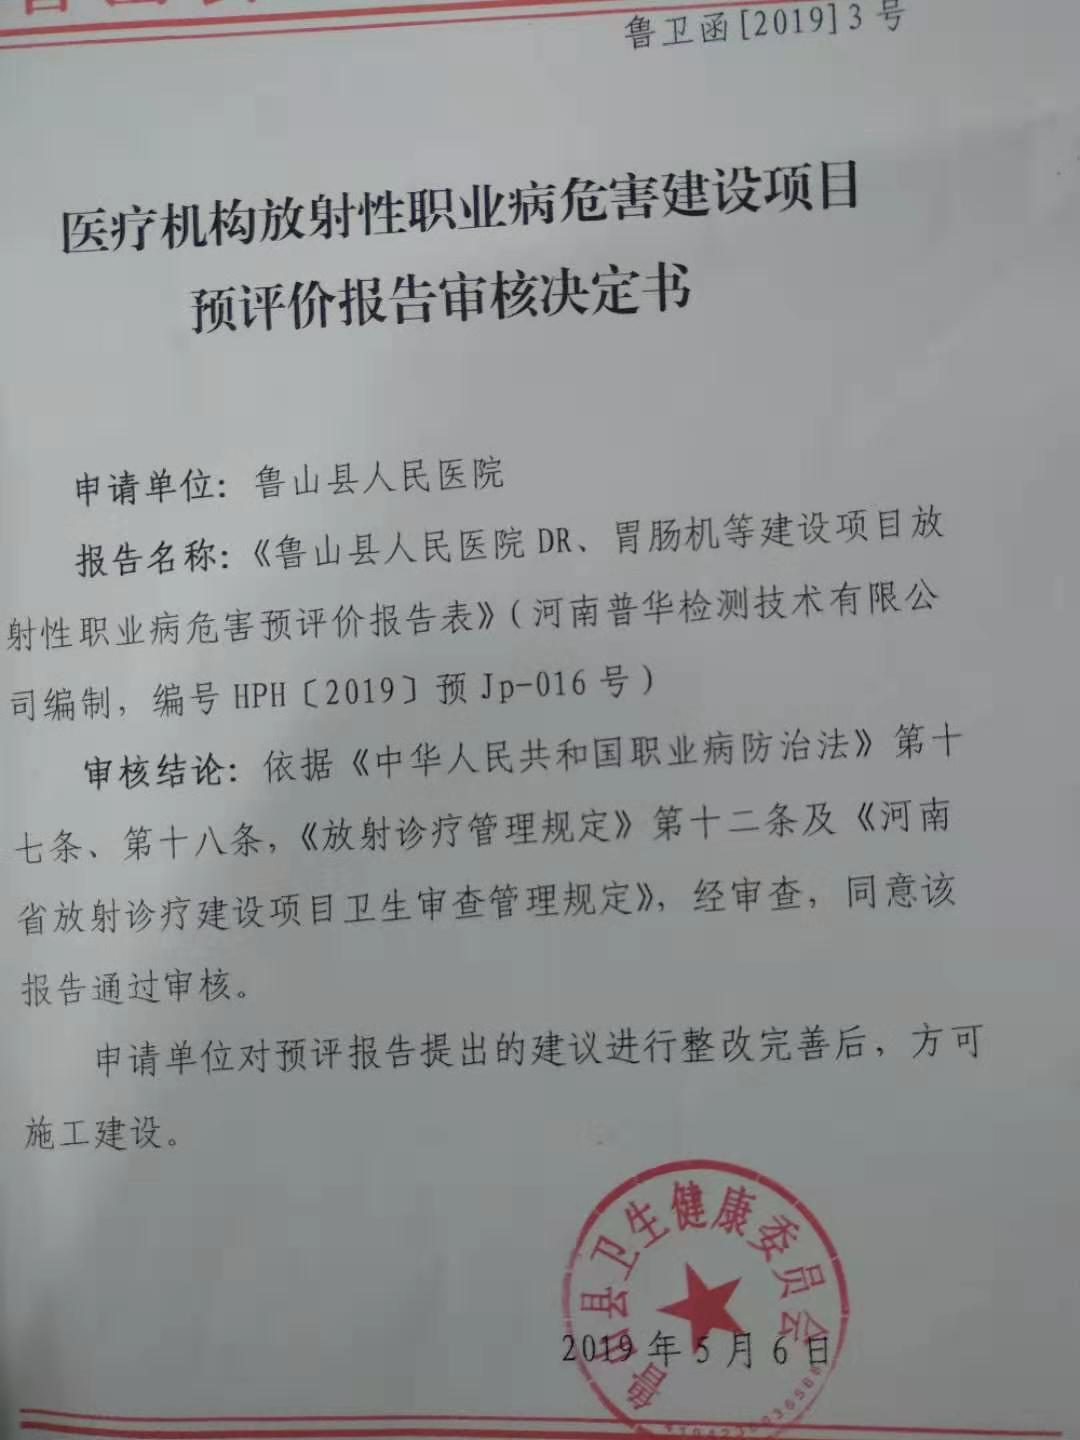 鲁卫函[2019]3号
医疗机构放射性职业病危害建设项目
预评价报告审核决定书
申请单位：鲁山县人民医院
报告名称：《鲁山县人民医院DR、胃肠机等建设项目放
射性职业病危害预评价报告表》（河南普华检测技术有限公
司编制，编号HPH〔2019〕预Jp-016号）
审核结论：依据《中华人民共和国职业病防治法》第十
七条、第十八条，《放射诊疗管理规定》第十二条及《河南
省放射诊疗建设项目卫生审查管理规定》，经审查，同意该
报告通过审核。
申请单位对预评报告提出的建议进行整改完善后，方可
施工建设。
鲁山县卫生健康委员会
2019年5月6日